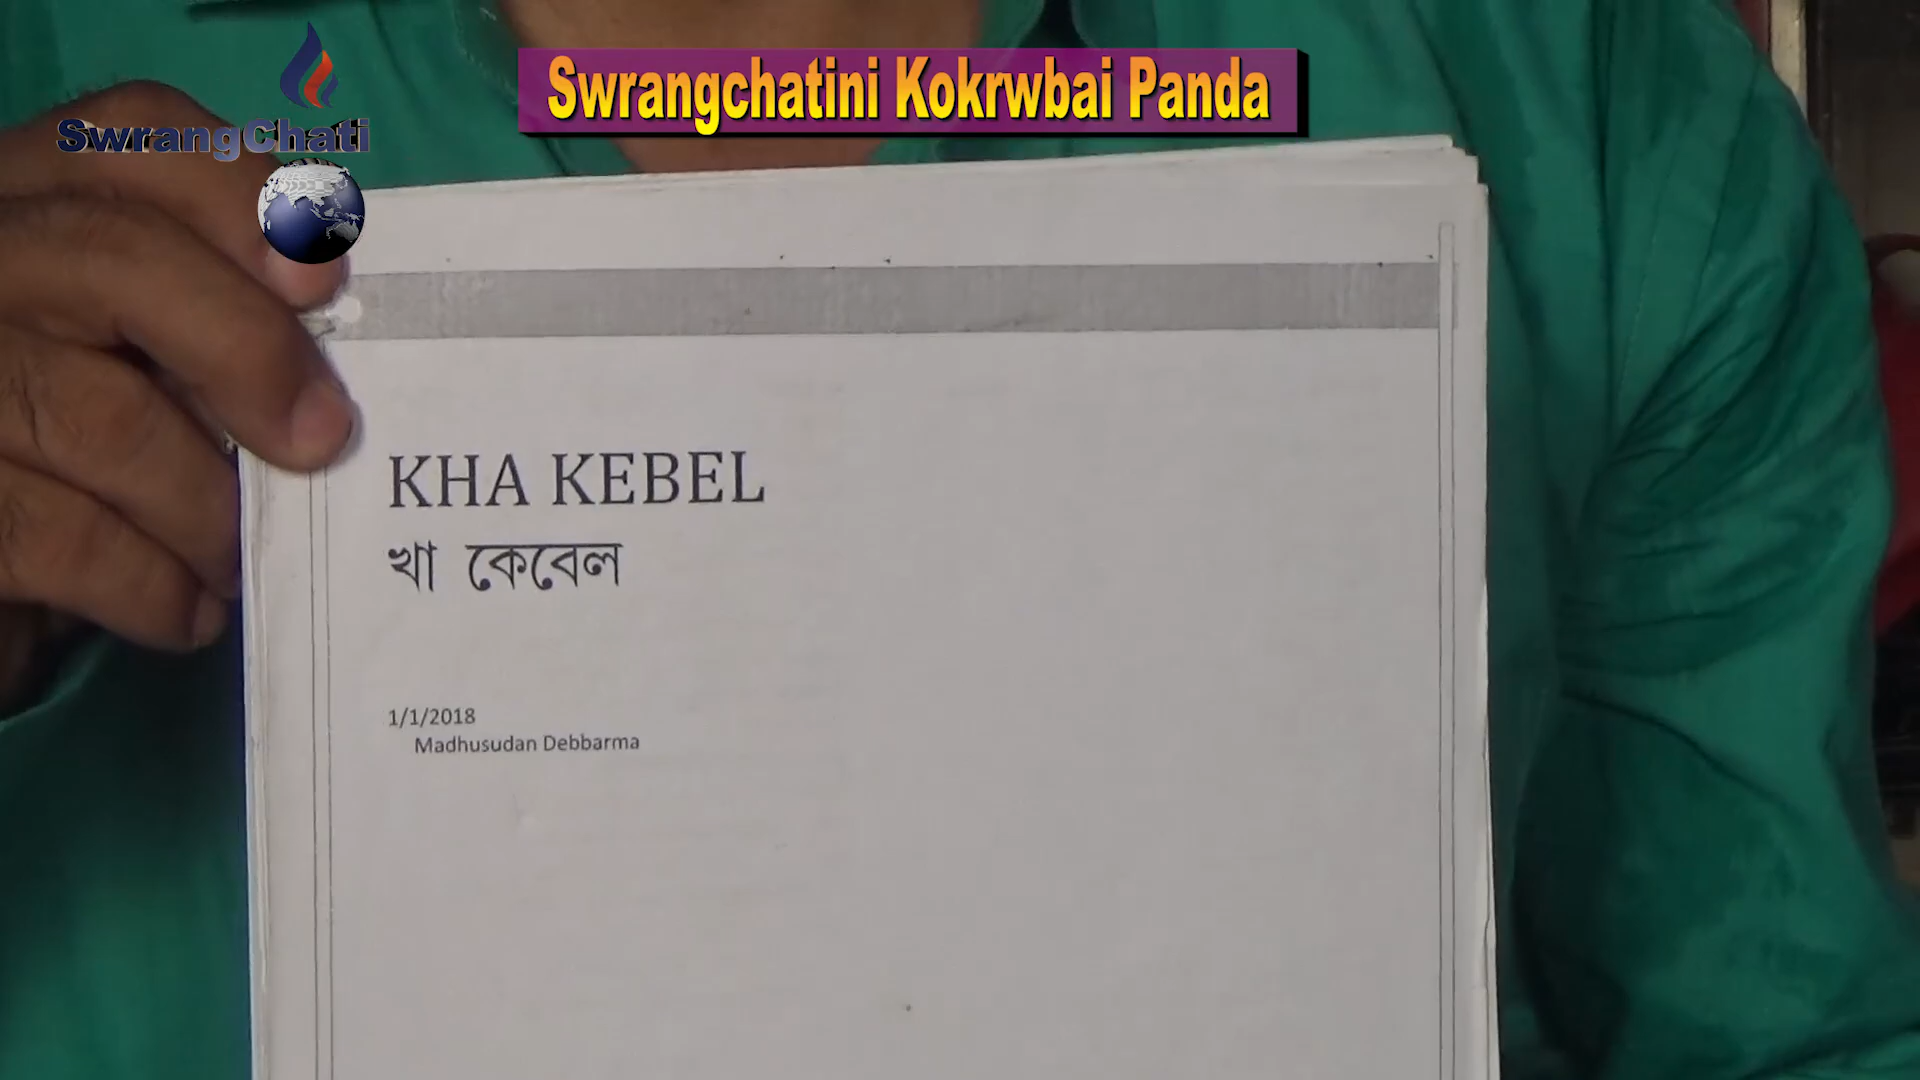 Swrangchatini Kokrwbai Panda
SwrangChati
KHA KEBEL
খা কেবেল
1/1/2018
Madhusudan Debbarma